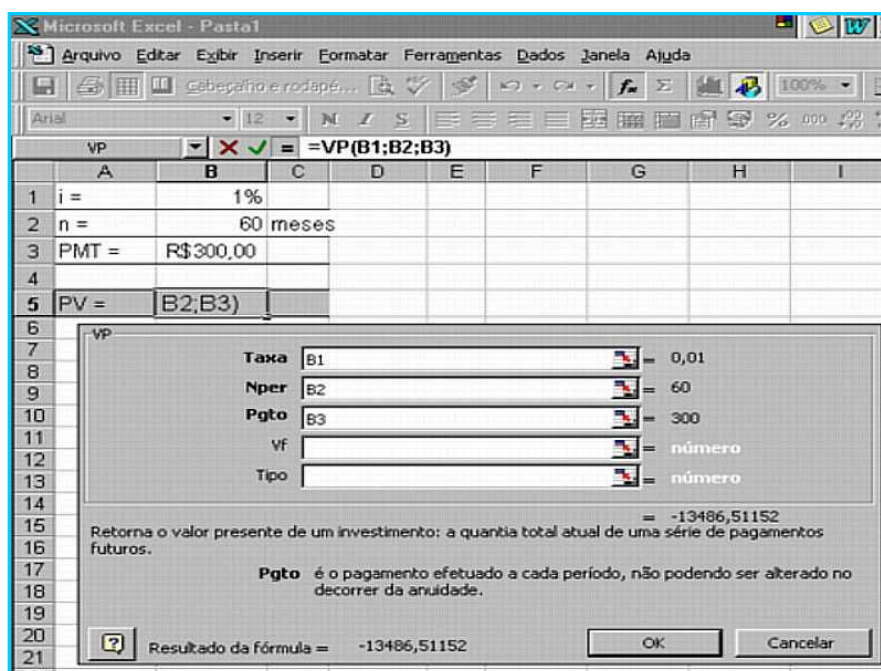 Microsoft Excel - Pasta1
Arquivo Editar Exibir Inserir Formatar Ferramentas Dados Janela Ajuda
Cabeçalho e rodapé... 100%
Arial 12 N I S % 000
VP =VP(B1;B2;B3)
A B C D E F G H I
1 i = 1%
2 n = 60 meses
3 PMT = R$300,00
4
5 PV = B2;B3)
6
7
8
9
10
11
12
13
14
15
16
17
18
19
20
21
VP
Taxa B1 = 0,01
Nper B2 = 60
Pgto B3 = 300
Vf = número
Tipo = número
= -13486,51152
Retorna o valor presente de um investimento: a quantia total atual de uma série de pagamentos
futuros.
Pgto é o pagamento efetuado a cada período, não podendo ser alterado no
decorrer da anuidade.
Resultado da fórmula = -13486,51152 OK Cancelar